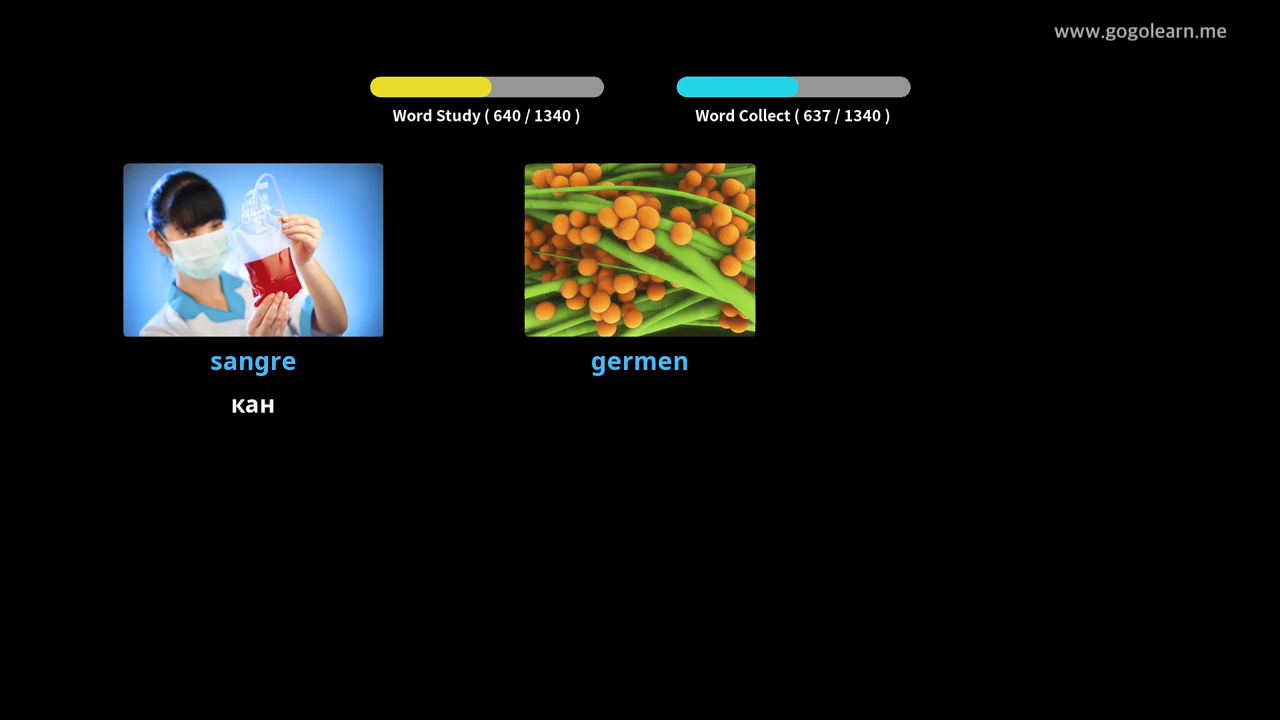 www.gogolearn.me
Word Study ( 640 / 1340 )
Word Collect ( 637 / 1340 )
sangre
germen
кан